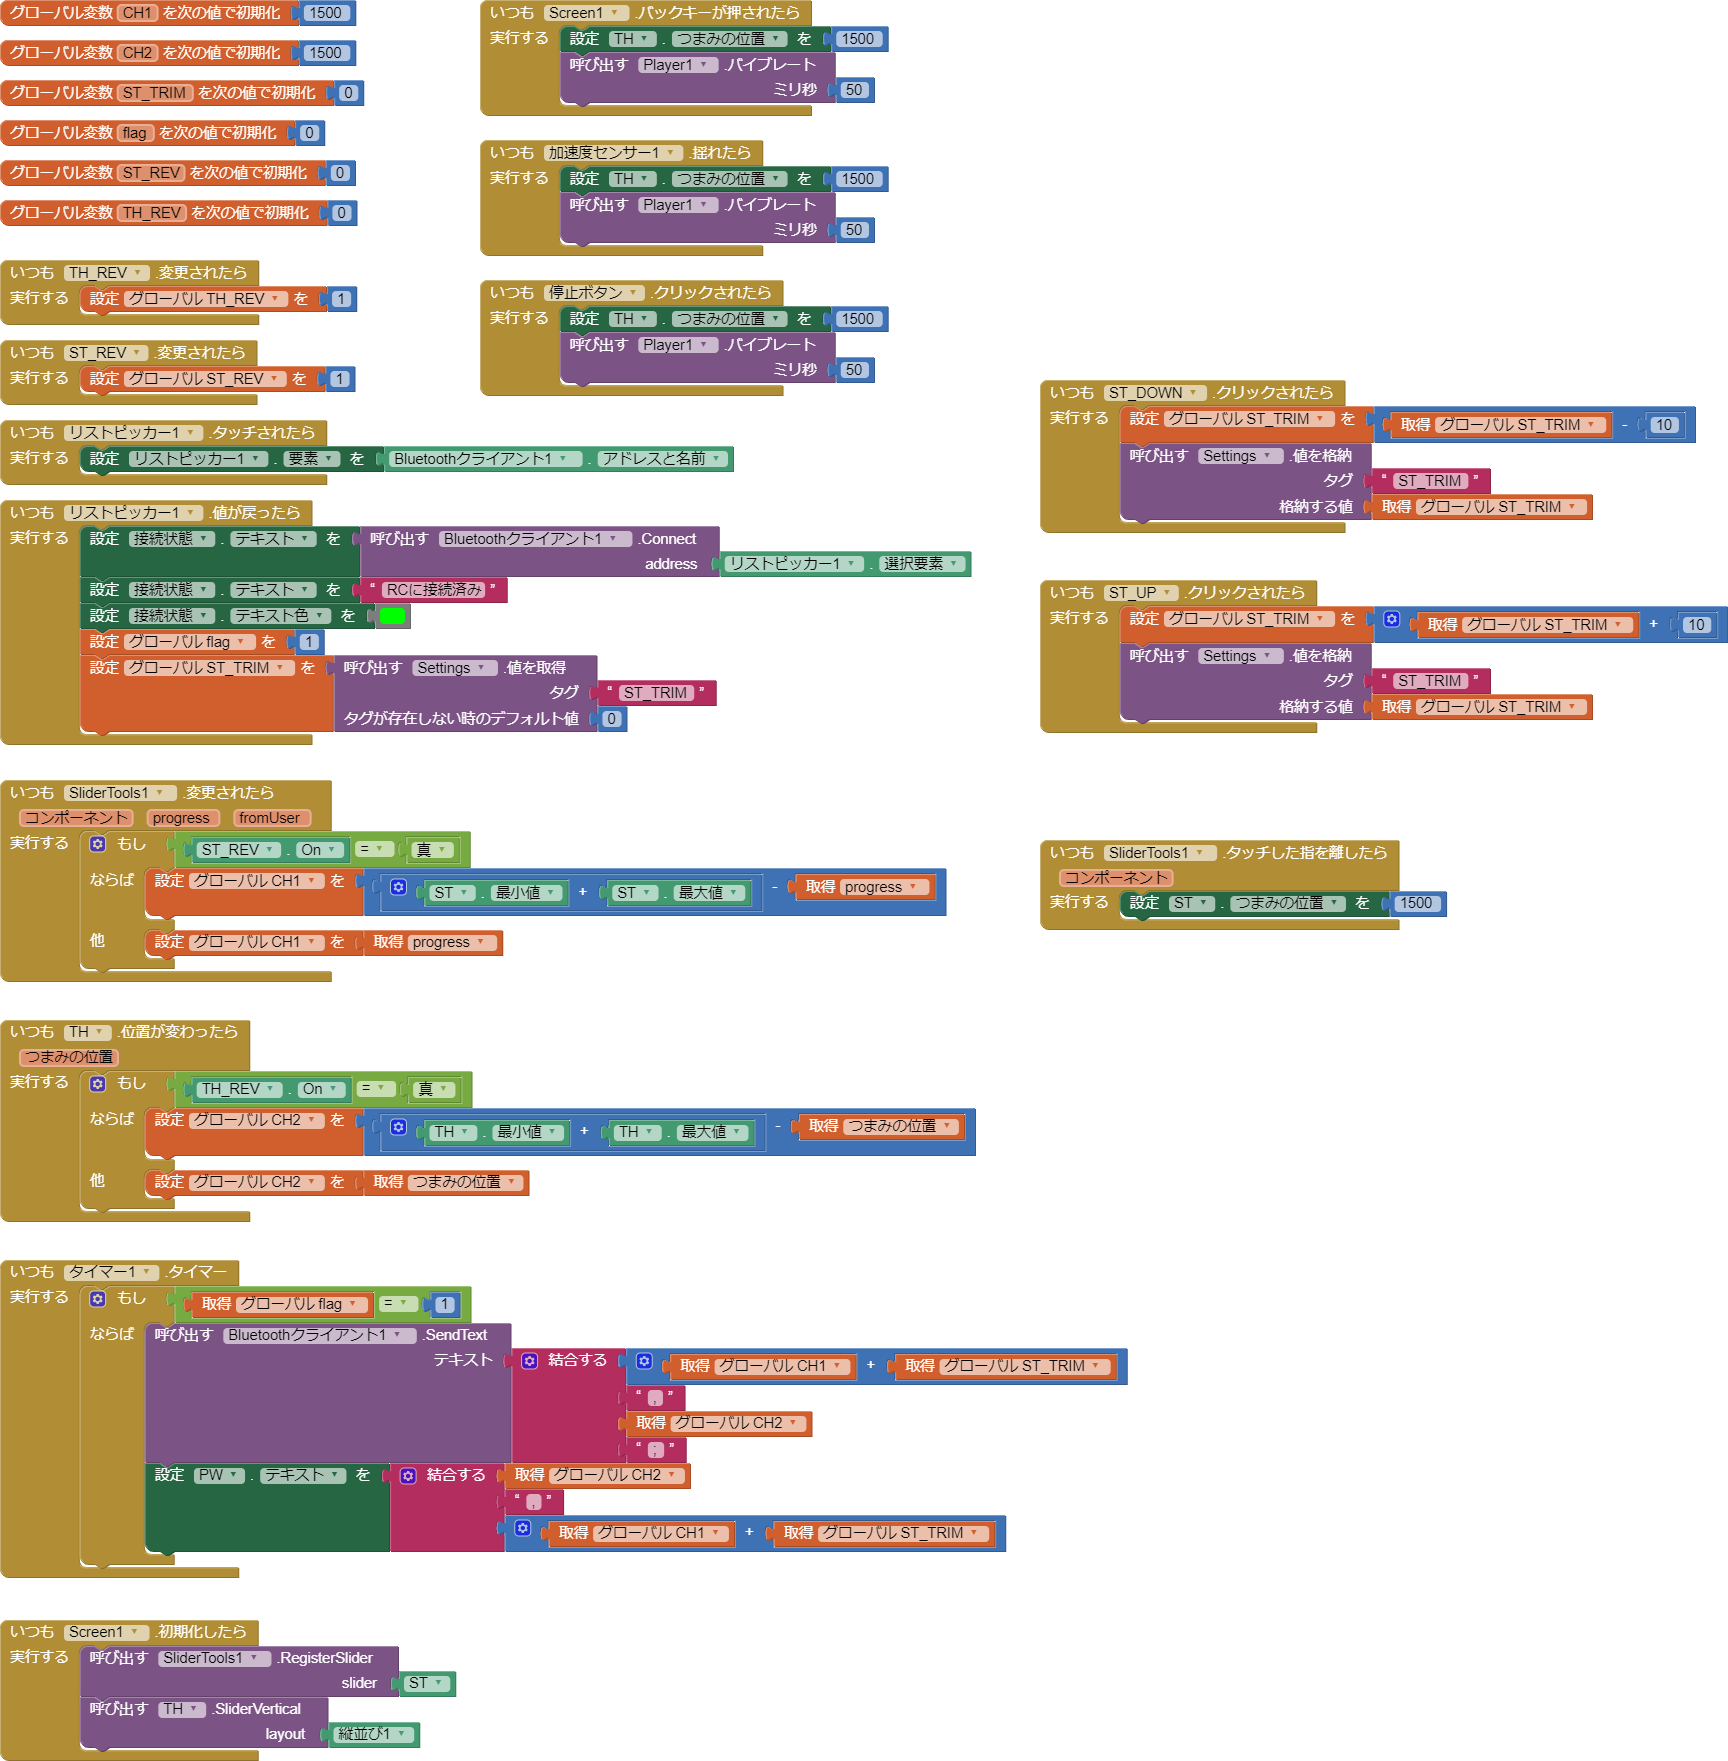 グローバル変数 CH1 を次の値で初期化 1500
グローバル変数 CH2 を次の値で初期化 1500
グローバル変数 ST_TRIM を次の値で初期化 0
グローバル変数 flag を次の値で初期化 0
グローバル変数 ST_REV を次の値で初期化 0
グローバル変数 TH_REV を次の値で初期化 0
いつも TH_REV .変更されたら
実行する 設定 グローバル TH_REV を 1
いつも ST_REV .変更されたら
実行する 設定 グローバル ST_REV を 1
いつも Screen1 .バックキーが押されたら
実行する 設定 TH . つまみの位置 を 1500
呼び出す Player1 .バイブレート
ミリ秒 50
いつも 加速度センサー1 .揺れたら
実行する 設定 TH . つまみの位置 を 1500
呼び出す Player1 .バイブレート
ミリ秒 50
いつも 停止ボタン .クリックされたら
実行する 設定 TH . つまみの位置 を 1500
呼び出す Player1 .バイブレート
ミリ秒 50
いつも リストピッカー1 .タッチされたら
実行する 設定 リストピッカー1 . 要素 を Bluetoothクライアント1 . アドレスと名前
いつも リストピッカー1 .値が戻ったら
実行する 設定 接続状態 . テキスト を 呼び出す Bluetoothクライアント1 .Connect
address リストピッカー1 . 選択要素
設定 接続状態 . テキスト を “ RCに接続済み ”
設定 接続状態 . テキスト色 を
設定 グローバル flag を 1
設定 グローバル ST_TRIM を 呼び出す Settings .値を取得
タグ “ ST_TRIM ”
タグが存在しない時のデフォルト値 0
いつも ST_DOWN .クリックされたら
実行する 設定 グローバル ST_TRIM を 取得 グローバル ST_TRIM - 10
呼び出す Settings .値を格納
タグ “ ST_TRIM ”
格納する値 取得 グローバル ST_TRIM
いつも ST_UP .クリックされたら
実行する 設定 グローバル ST_TRIM を 取得 グローバル ST_TRIM + 10
呼び出す Settings .値を格納
タグ “ ST_TRIM ”
格納する値 取得 グローバル ST_TRIM
いつも SliderTools1 .変更されたら
コンポーネント progress fromUser
実行する もし ST_REV . On = 真
ならば 設定 グローバル CH1 を ST . 最小値 + ST . 最大値 - 取得 progress
他 設定 グローバル CH1 を 取得 progress
いつも SliderTools1 .タッチした指を離したら
コンポーネント
実行する 設定 ST . つまみの位置 を 1500
いつも TH .位置が変わったら
つまみの位置
実行する もし TH_REV . On = 真
ならば 設定 グローバル CH2 を TH . 最小値 + TH . 最大値 - 取得 つまみの位置
他 設定 グローバル CH2 を 取得 つまみの位置
いつも タイマー1 .タイマー
実行する もし 取得 グローバル flag = 1
ならば 呼び出す Bluetoothクライアント1 .SendText
テキスト 結合する 取得 グローバル CH1 + 取得 グローバル ST_TRIM
“ , ”
取得 グローバル CH2
“ ; ”
設定 PW . テキスト を 結合する 取得 グローバル CH2
“ , ”
取得 グローバル CH1 + 取得 グローバル ST_TRIM
いつも Screen1 .初期化したら
実行する 呼び出す SliderTools1 .RegisterSlider
slider ST
呼び出す TH .SliderVertical
layout 縦並び1